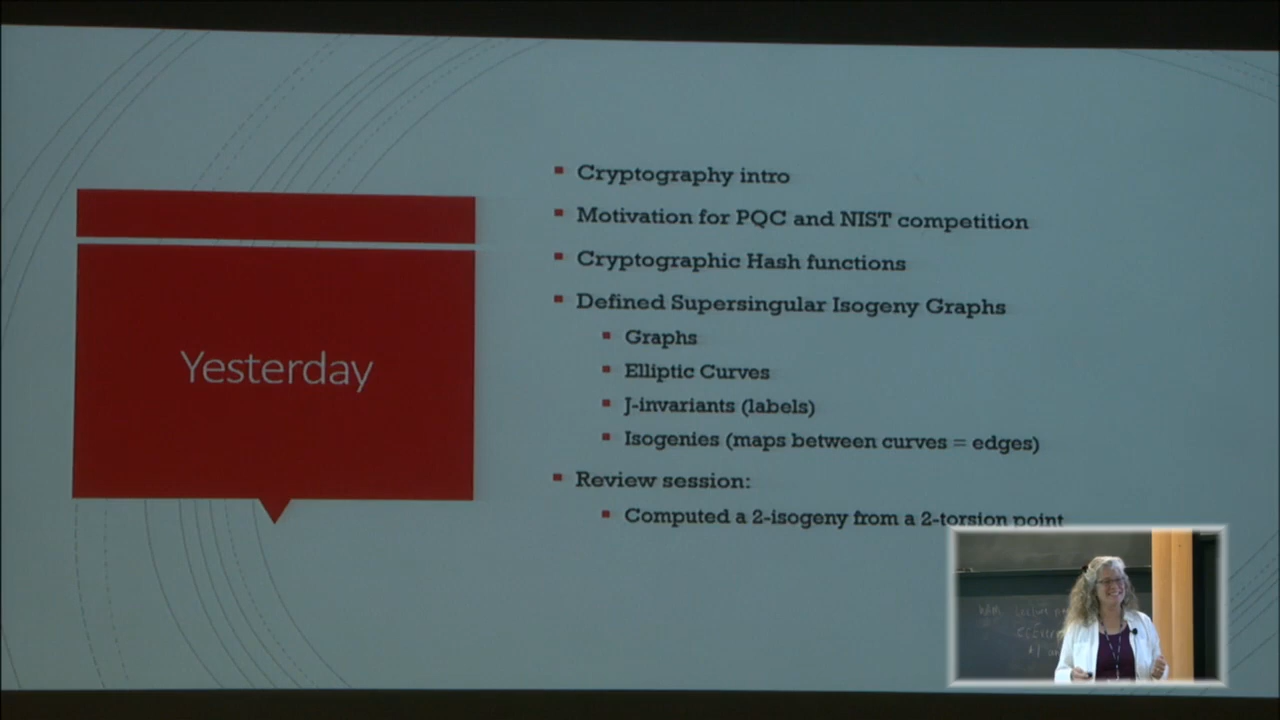 Yesterday
Cryptography intro
Motivation for PQC and NIST competition
Cryptographic Hash functions
Defined Supersingular Isogeny Graphs
Graphs
Elliptic Curves
J-invariants (labels)
Isogenies (maps between curves = edges)
Review session:
Computed a 2-isogeny from a 2-torsion point